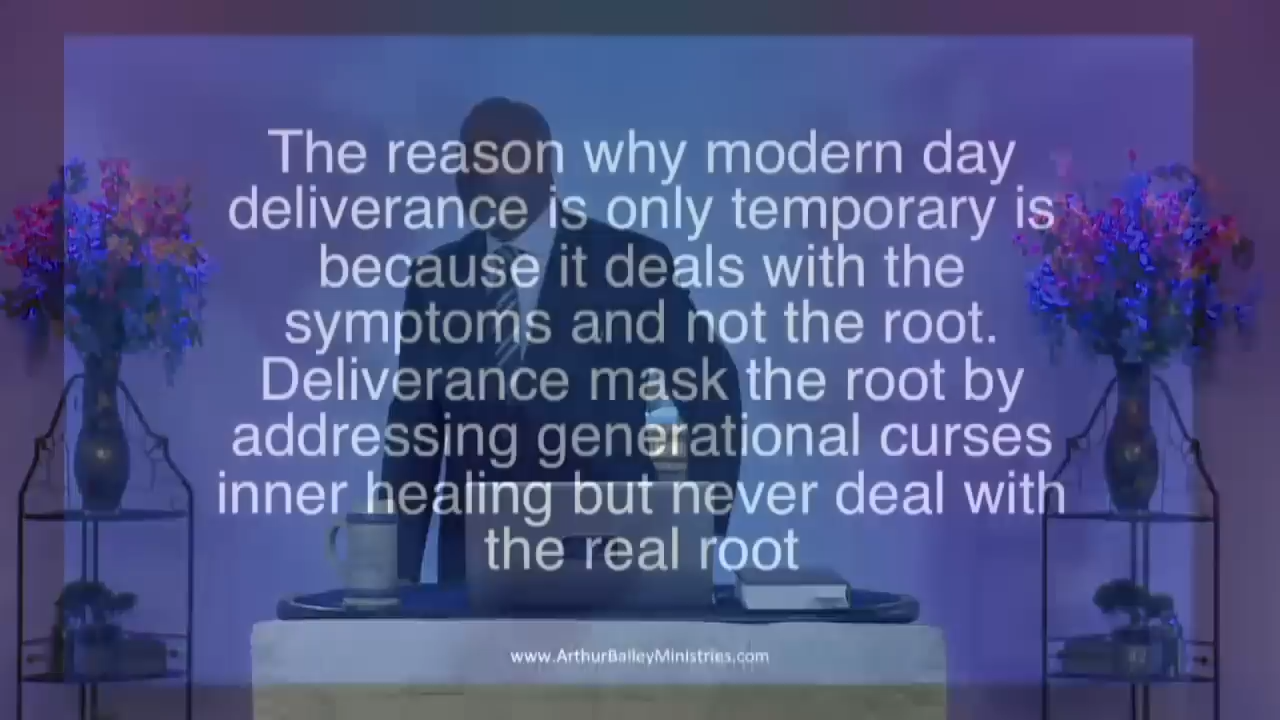 The reason why modern day
deliverance is only temporary is
because it deals with the
symptoms and not the root.
Deliverance mask the root by
addressing generational curses
inner healing but never deal with
the real root
www.ArthurBaileyMinistries.com